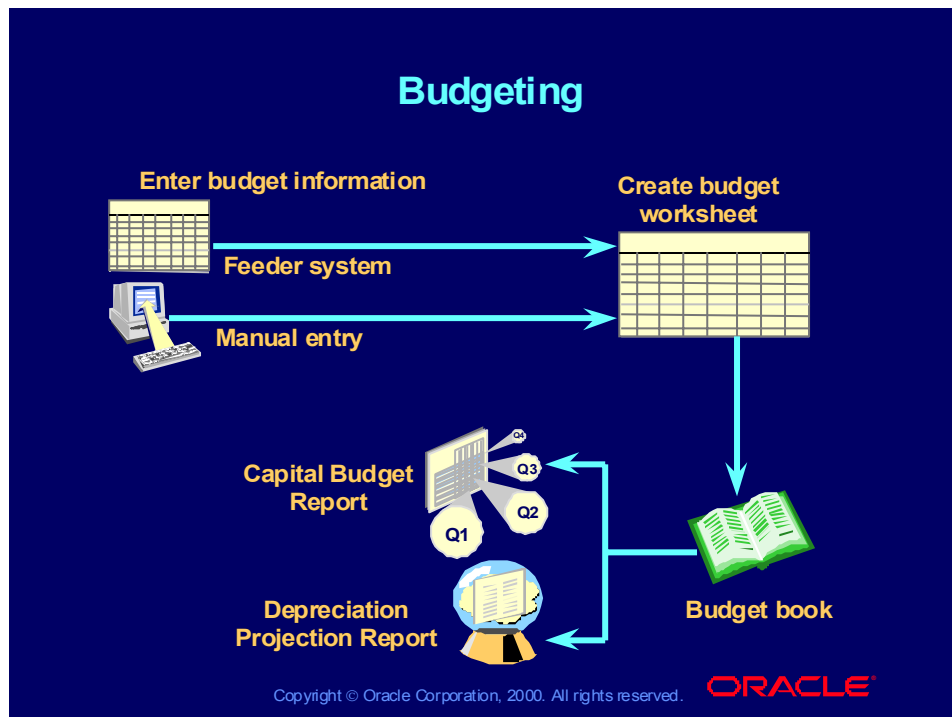 Budgeting
Enter budget information
Create budget
worksheet
Feeder system
Manual entry
Capital Budget
Report
Q4
Q3
Q2
Q1
Depreciation
Projection Report
Budget book
Copyright © Oracle Corporation, 2000. All rights reserved.
ORACLE®